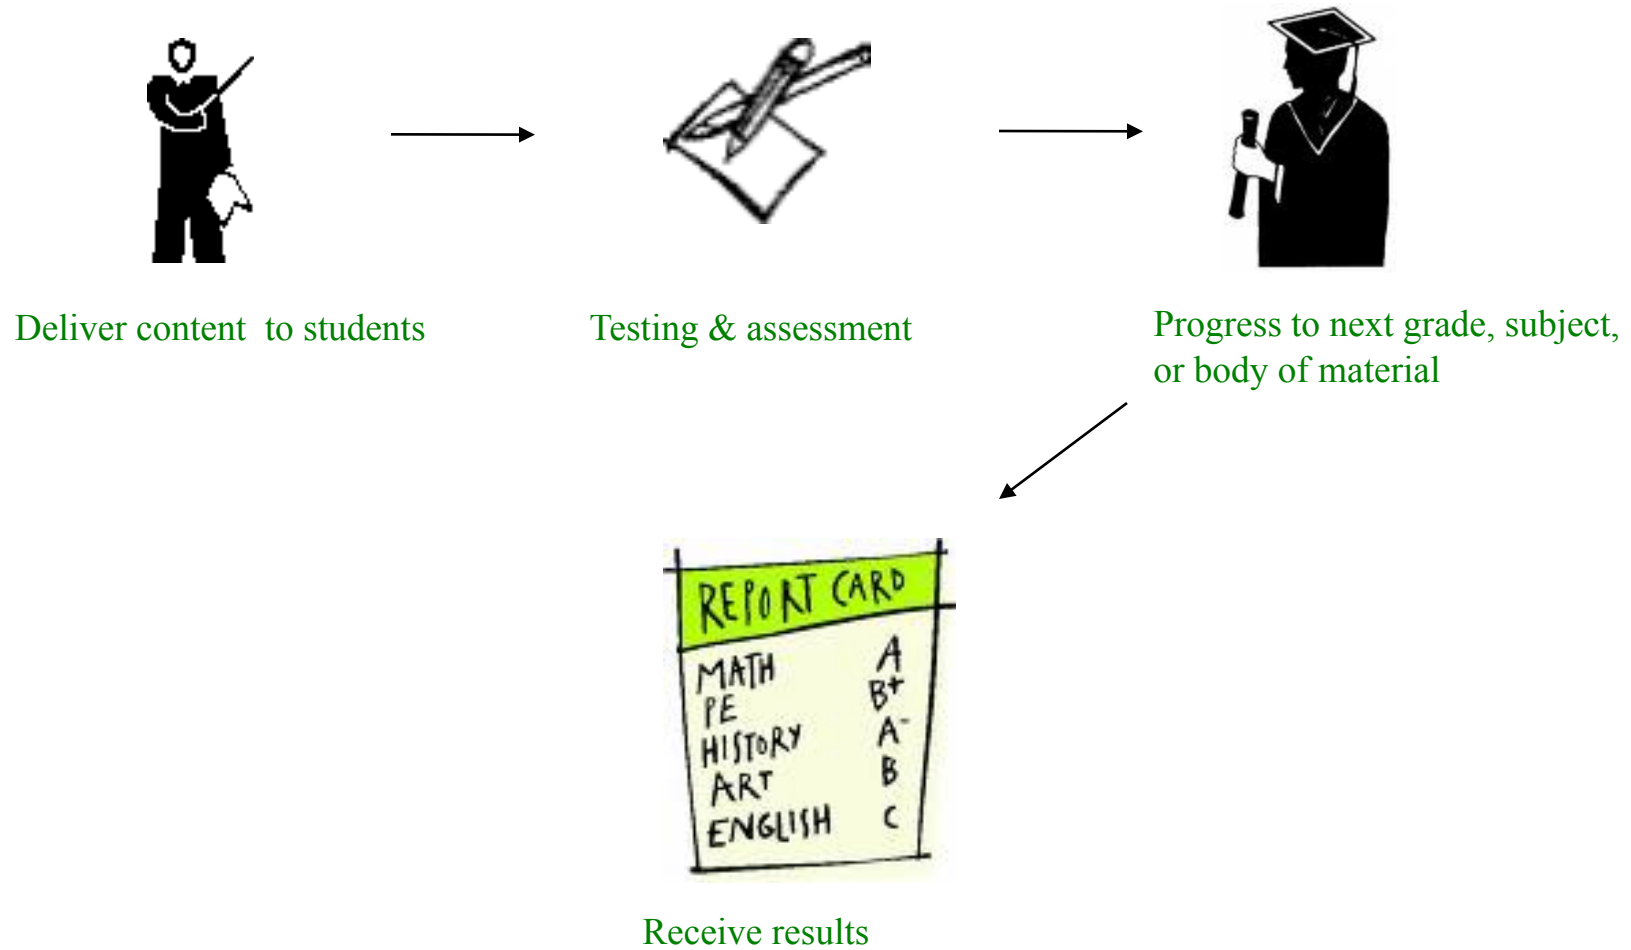 Deliver content  to students
Testing & assessment
Progress to next grade, subject,
or body of material
REPORT CARD
MATH A
PE B+
HISTORY A-
ART B
ENGLISH C
Receive results